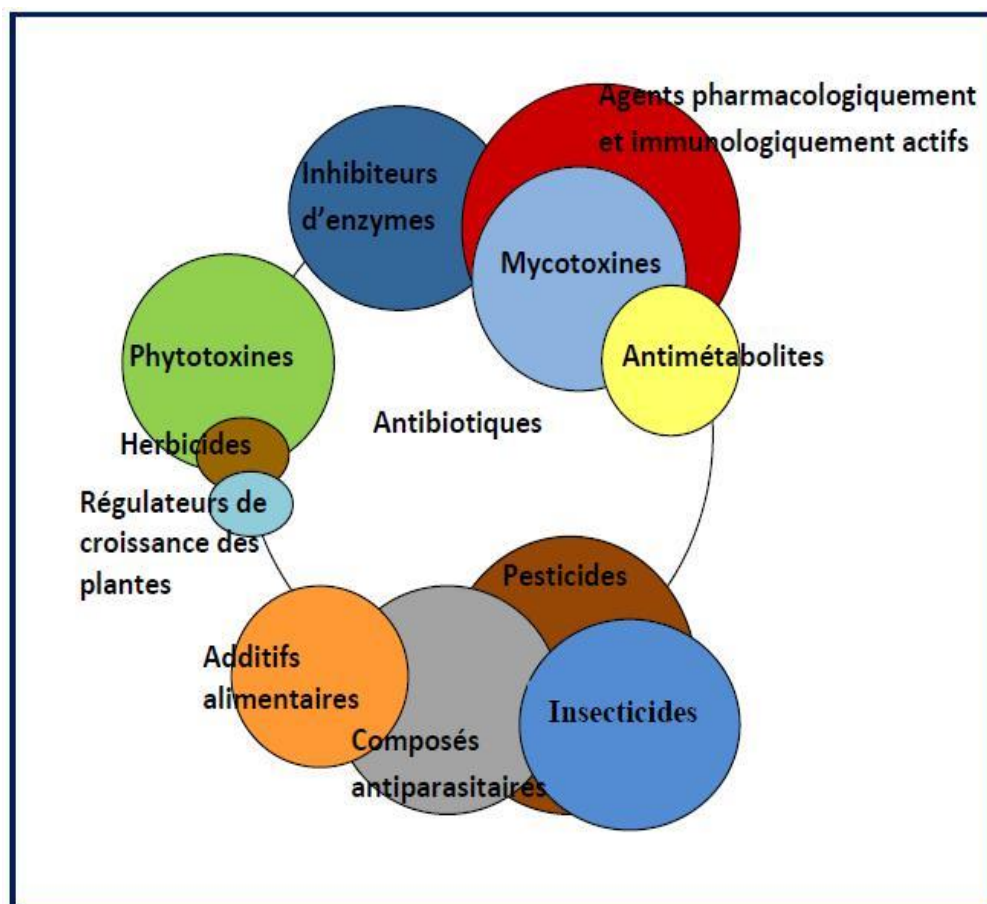 Agents pharmacologiquement
et immunologiquement actifs
Inhibiteurs
d'enzymes
Mycotoxines
Phytotoxines
Antimétabolites
Antibiotiques
Herbicides
Régulateurs de
croissance des
plantes
Pesticides
Additifs
alimentaires
Insecticides
Composés
antiparasitaires